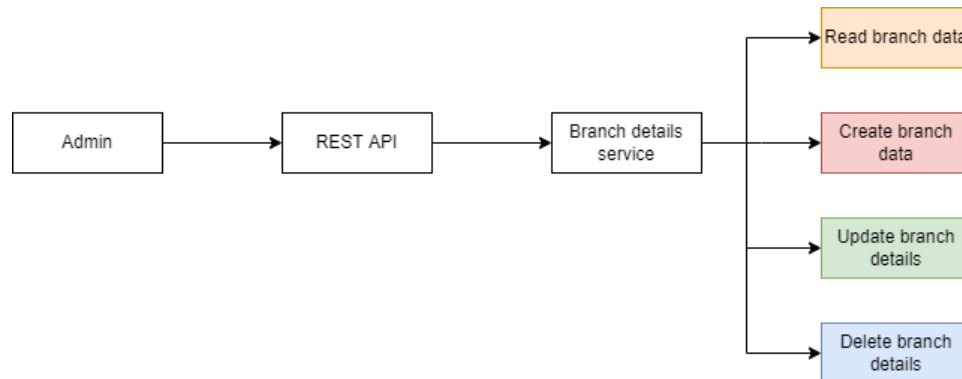 Read branch data
Admin
REST API
Branch details
service
Create branch
data
Update branch
details
Delete branch
details